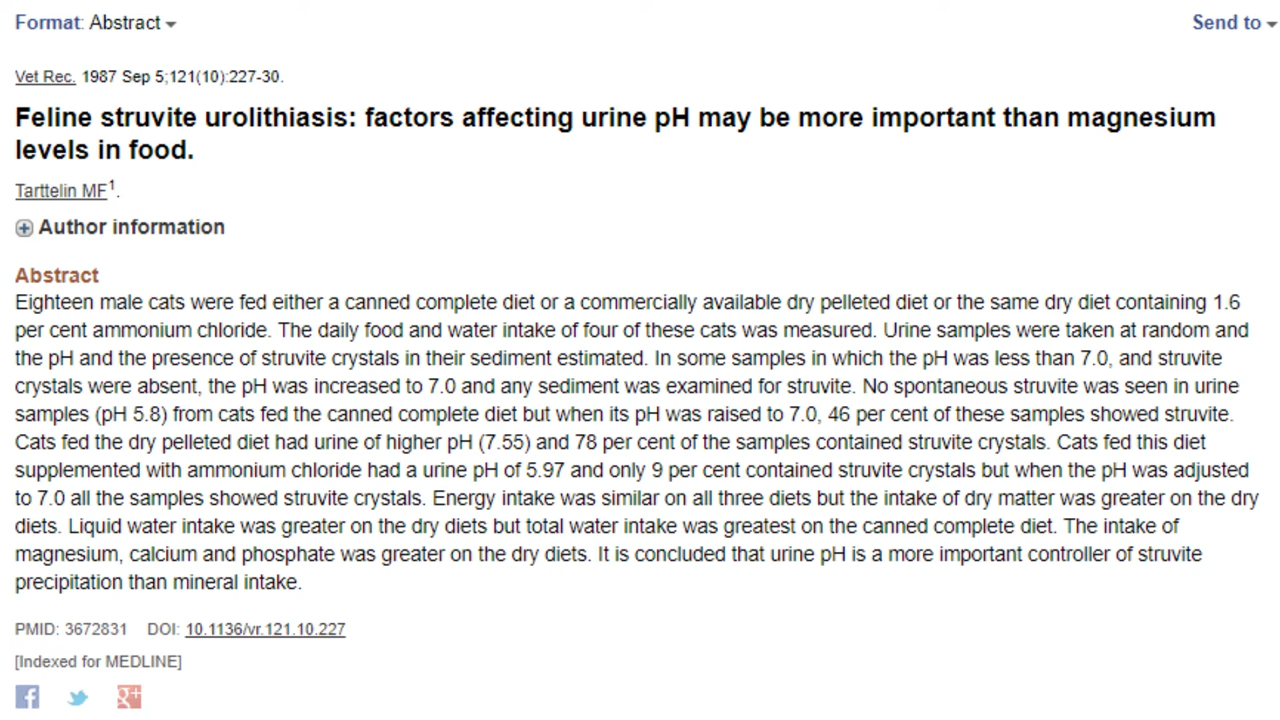 Format: Abstract
Send to
Vet Rec. 1987 Sep 5;121(10):227-30.
Feline struvite urolithiasis: factors affecting urine pH may be more important than magnesium
levels in food.
Tarttelin MF1.
Author information
Abstract
Eighteen male cats were fed either a canned complete diet or a commercially available dry pelleted diet or the same dry diet containing 1.6
per cent ammonium chloride. The daily food and water intake of four of these cats was measured. Urine samples were taken at random and
the pH and the presence of struvite crystals in their sediment estimated. In some samples in which the pH was less than 7.0, and struvite
crystals were absent, the pH was increased to 7.0 and any sediment was examined for struvite. No spontaneous struvite was seen in urine
samples (pH 5.8) from cats fed the canned complete diet but when its pH was raised to 7.0, 46 per cent of these samples showed struvite.
Cats fed the dry pelleted diet had urine of higher pH (7.55) and 78 per cent of the samples contained struvite crystals. Cats fed this diet
supplemented with ammonium chloride had a urine pH of 5.97 and only 9 per cent contained struvite crystals but when the pH was adjusted
to 7.0 all the samples showed struvite crystals. Energy intake was similar on all three diets but the intake of dry matter was greater on the dry
diets. Liquid water intake was greater on the dry diets but total water intake was greatest on the canned complete diet. The intake of
magnesium, calcium and phosphate was greater on the dry diets. It is concluded that urine pH is a more important controller of struvite
precipitation than mineral intake.
PMID: 3672831 DOI: 10.1136/vr.121.10.227
[Indexed for MEDLINE]
f
g+